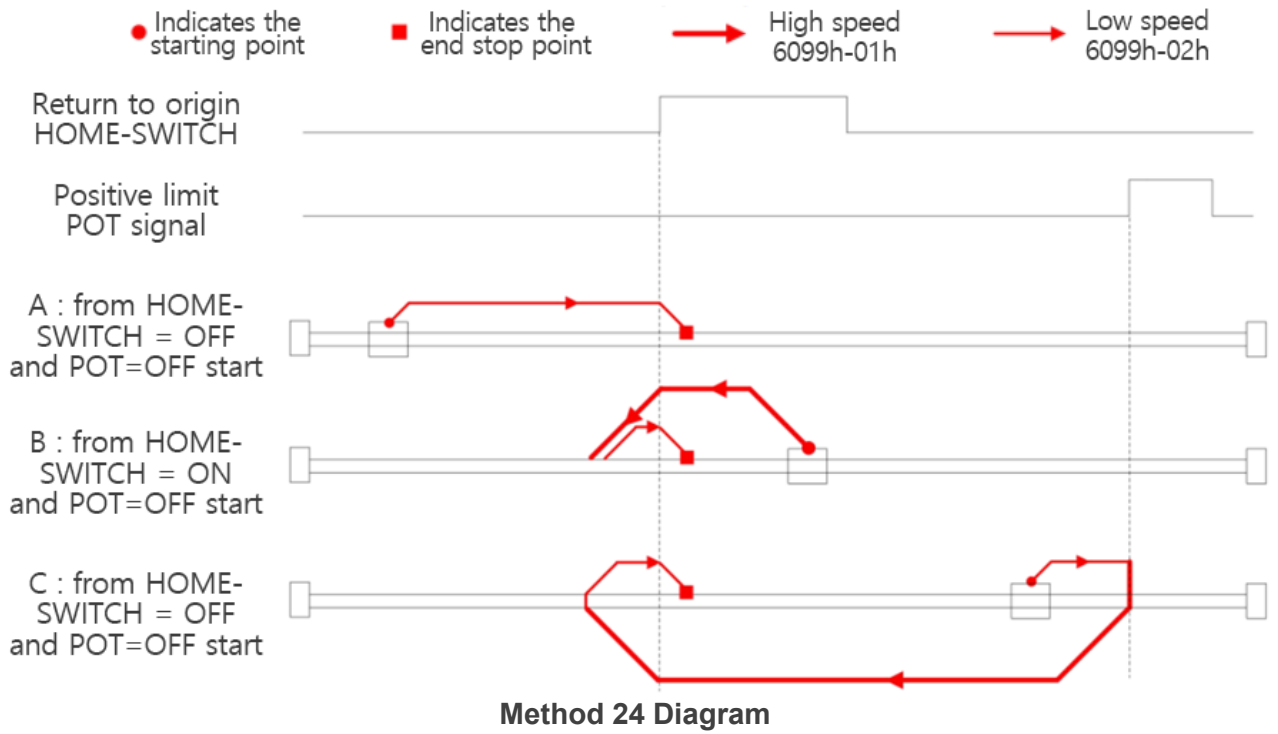 Indicates the
starting point
Indicates the
end stop point
High speed
6099h-01h
Low speed
6099h-02h
Return to origin
HOME-SWITCH
Positive limit
POT signal
A : from HOME-
SWITCH = OFF
and POT=OFF start
B : from HOME-
SWITCH = ON
and POT=OFF start
C : from HOME-
SWITCH = OFF
and POT=OFF start
Method 24 Diagram